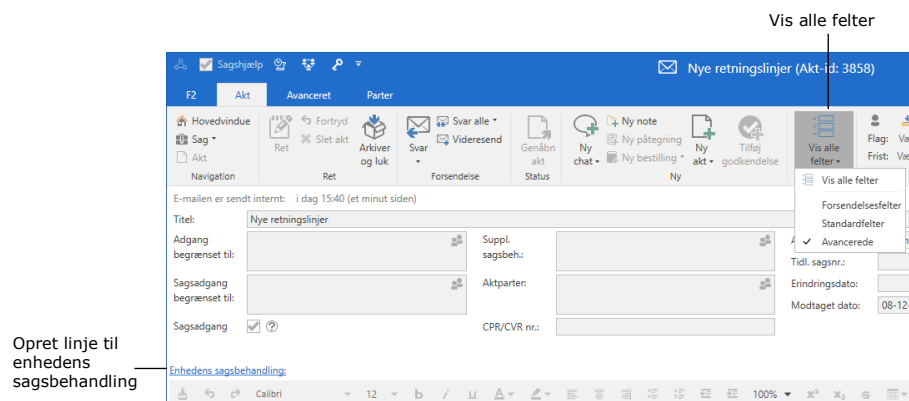 Vis alle felter
Sagshjælp
Nye retningslinjer (Akt-id: 3858)
F2 Akt Avanceret Parter
Hovedvindue
Sag
Akt
Navigation
Ret
Fortryd
Slet akt
Arkiver
og luk
Ret
Svar
Svar alle
Videresend
Forsendelse
Genåbn
akt
Status
Ny
chat
Ny note
Ny påtegning
Ny bestilling
Ny
akt
Tilføj
godkendelse
Ny
Vis alle
felter
Flag:
Frist:
Vis alle felter
Forsendelsesfelter
Standardfelter
Avancerede
E-mailen er sendt internt: i dag 15:40 (et minut siden)
Titel: Nye retningslinjer
Adgang
begrænset til:
Suppl.
sagsbeh.:
Tidl. sagsnr.:
Sagsadgang
begrænset til:
Aktparter:
Erindringsdato:
Modtaget dato: 08-12-
Sagsadgang
CPR/CVR nr.:
Opret linje til
enhedens
sagsbehandling
Enhedens sagsbehandling:
Calibri 12 b i u A 100% x² x₂ S